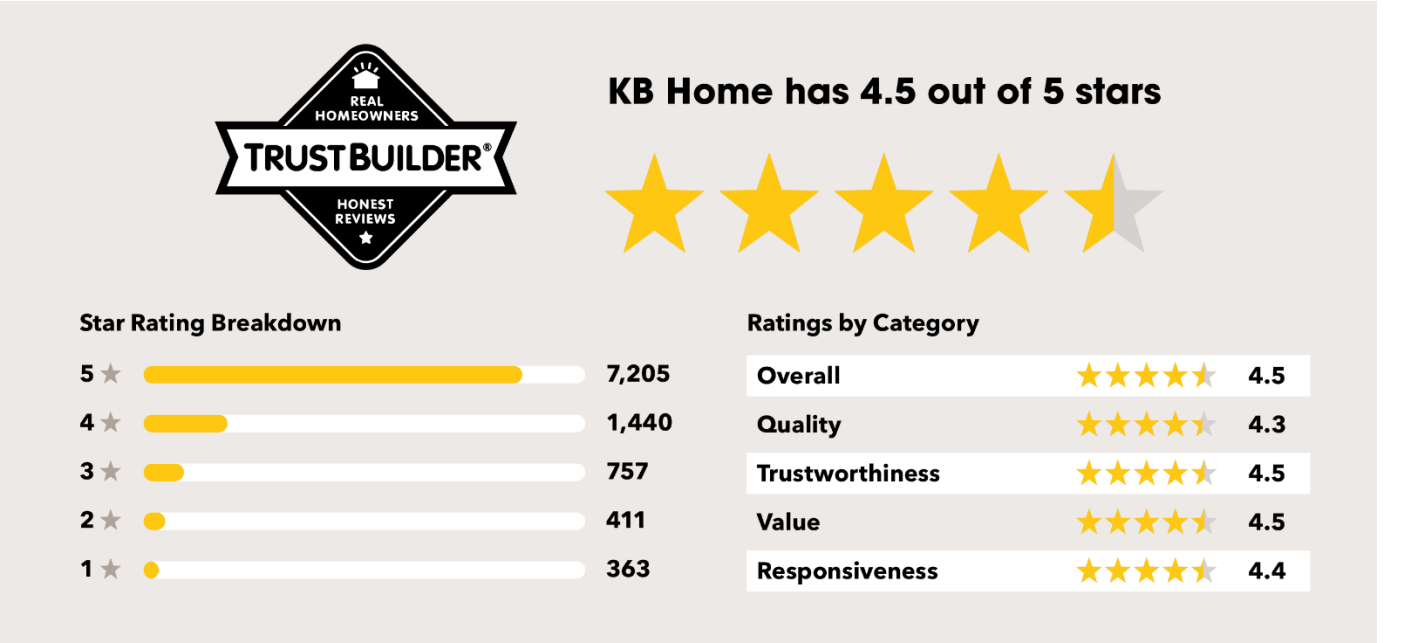 REAL
HOMEOWNERS
TRUSTBUILDER®
HONEST
REVIEWS
KB Home has 4.5 out of 5 stars
Star Rating Breakdown
5 7,205
4 1,440
3 757
2 411
1 363
Ratings by Category
Overall 4.5
Quality 4.3
Trustworthiness 4.5
Value 4.5
Responsiveness 4.4